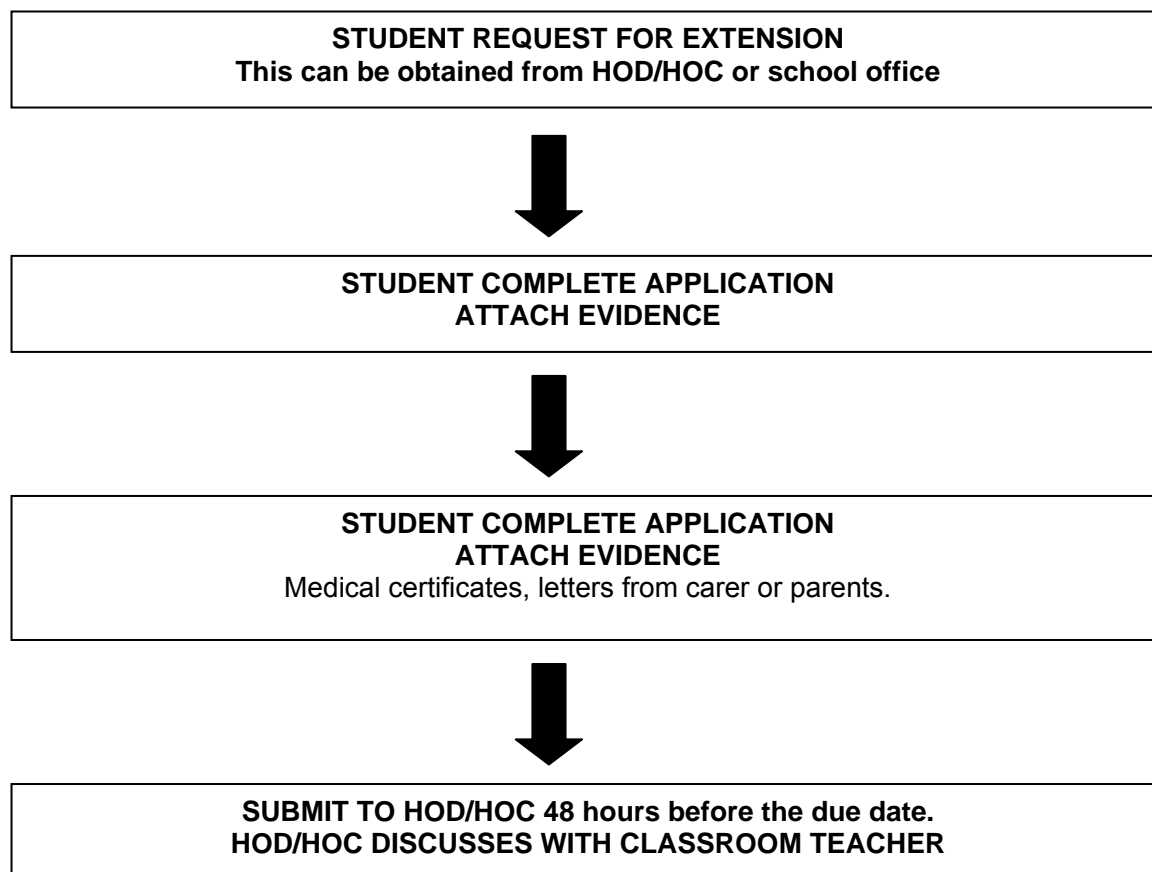 STUDENT REQUEST FOR EXTENSION
This can be obtained from HOD/HOC or school office
STUDENT COMPLETE APPLICATION
ATTACH EVIDENCE
STUDENT COMPLETE APPLICATION
ATTACH EVIDENCE
Medical certificates, letters from carer or parents.
SUBMIT TO HOD/HOC 48 hours before the due date.
HOD/HOC DISCUSSES WITH CLASSROOM TEACHER